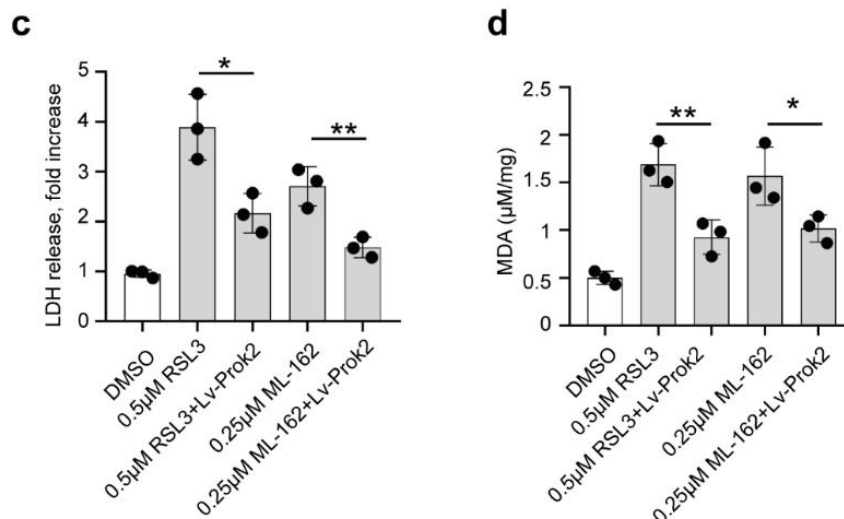 c
LDH release, fold increase
5
4
3
2
1
0
*
**
DMSO
0.5μM RSL3
0.5μM RSL3+Lv-Prok2
0.25μM ML-162
0.25μM ML-162+Lv-Prok2
d
MDA (μM/mg)
2.5
2
1.5
1
0.5
0
**
*
DMSO
0.5μM RSL3
0.5μM RSL3+Lv-Prok2
0.25μM ML-162
0.25μM ML-162+Lv-Prok2